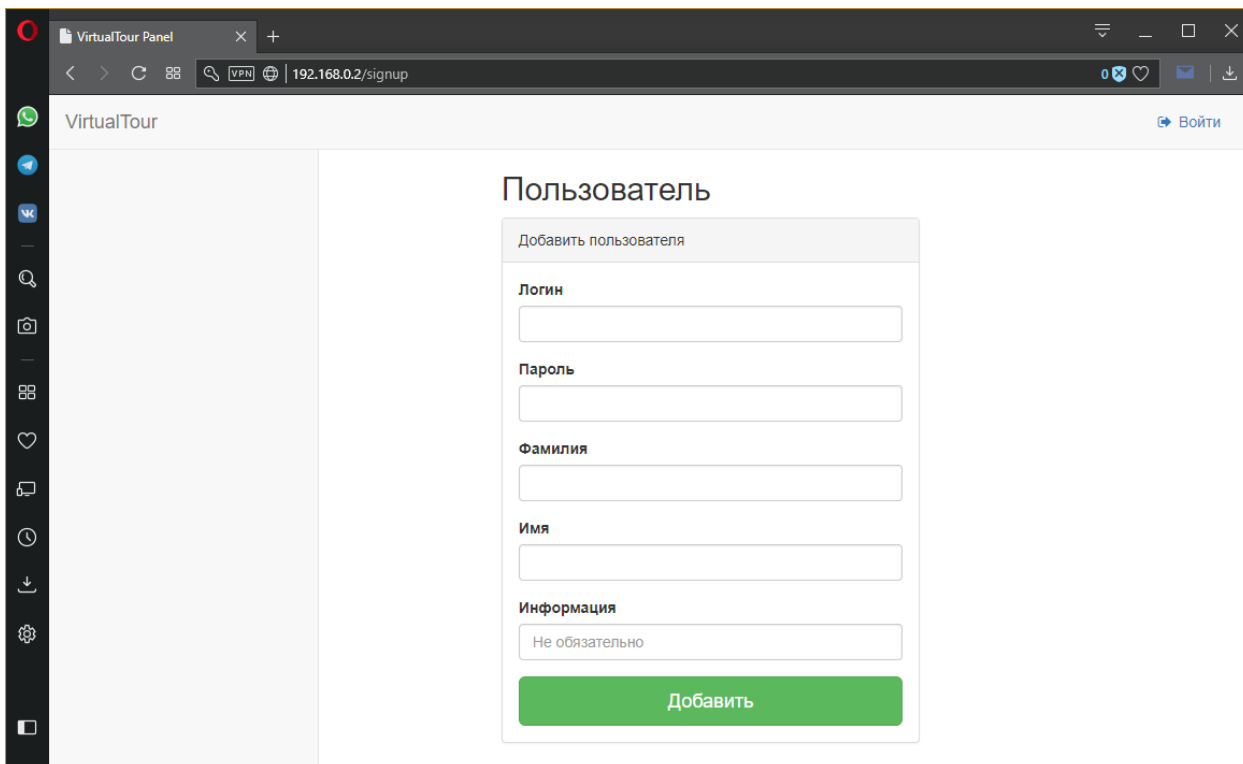 VirtualTour Panel
VPN 192.168.0.2/signup 0
VirtualTour Войти
Пользователь
Добавить пользователя
Логин
Пароль
Фамилия
Имя
Информация
Не обязательно
Добавить